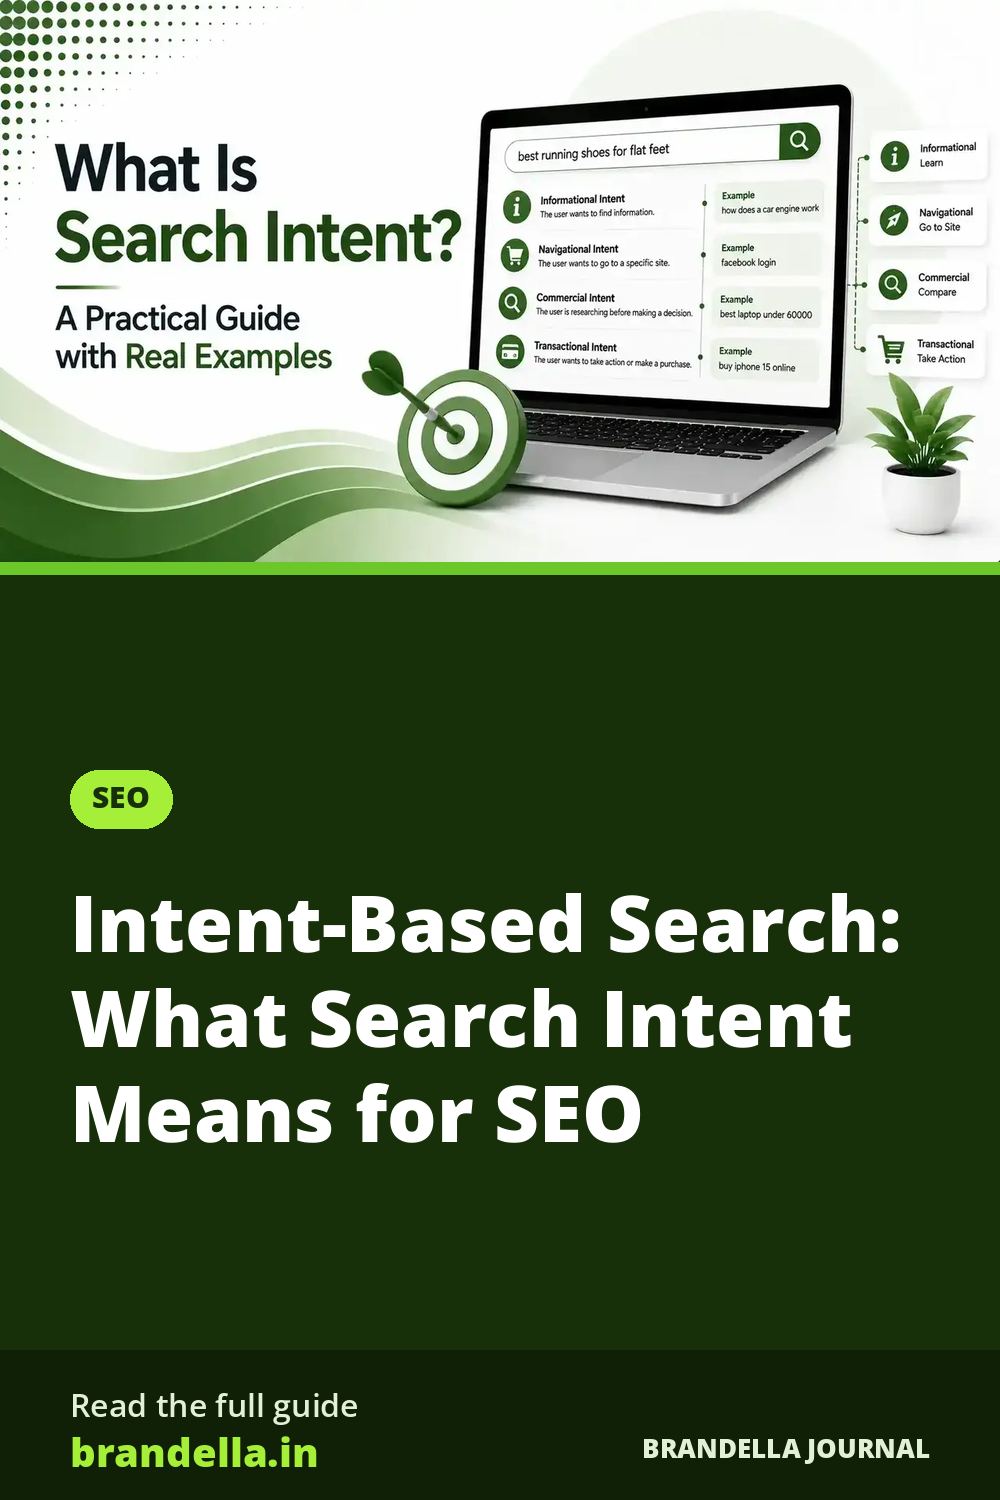 What Is
Search Intent?
A Practical Guide
with Real Examples
best running shoes for flat feet
Informational Intent
The user wants to find information.
Example
how does a car engine work
Navigational Intent
The user wants to go to a specific site.
Example
facebook login
Commercial Intent
The user is researching before making a decision.
Example
best laptop under 60000
Transactional Intent
The user wants to take action or make a purchase.
Example
buy iphone 15 online
Informational
Learn
Navigational
Go to Site
Commercial
Compare
Transactional
Take Action
SEO
Intent-Based Search:
What Search Intent
Means for SEO
Read the full guide
brandella.in
BRANDELLA JOURNAL